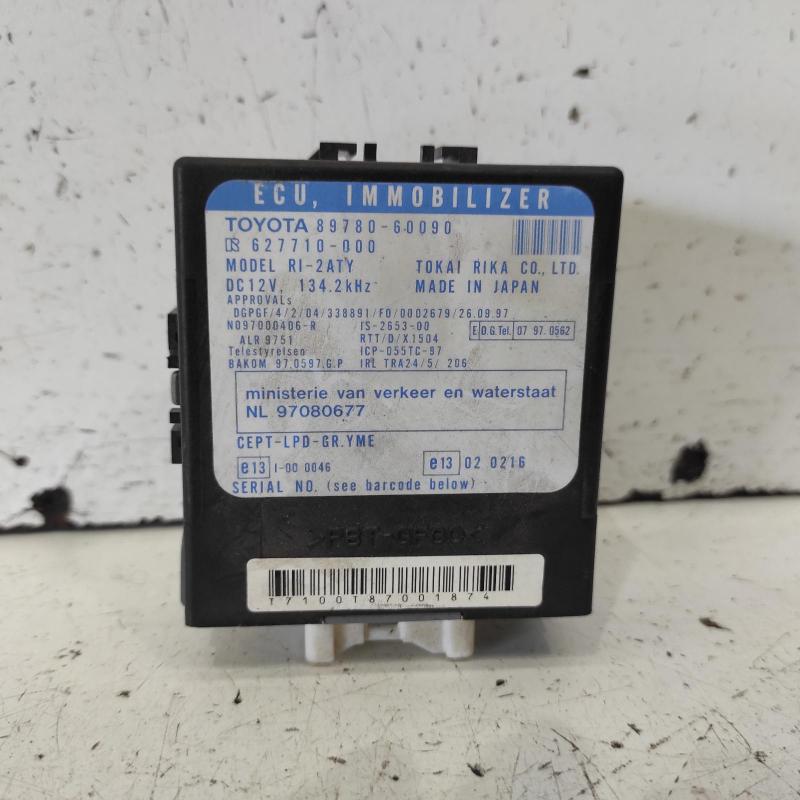 ECU, IMMOBILIZER
TOYOTA 89780-60090
627710-000
MODEL RI-2ATY TOKAI RIKA CO., LTD.
DC12V, 134.2kHz MADE IN JAPAN
APPROVALs
DGPGF/4/2/04/338891/FO/0002679/26.09.97
N097000406-R IS-2653-00 E.O.G.Tel. 07 97.0562
ALR 9751 RTT/D/X1504
Telestyrelsen ICP-055TC-97
BAKOM 97.0597.G.P IRL TRA24/5/ 206
ministerie van verkeer en waterstaat
NL 97080677
CEPT-LPD-GR.YME
e13 I-00 0046 e13 02 0216
SERIAL NO. (see barcode below)
>PBT-GF30<
T7100T87001874